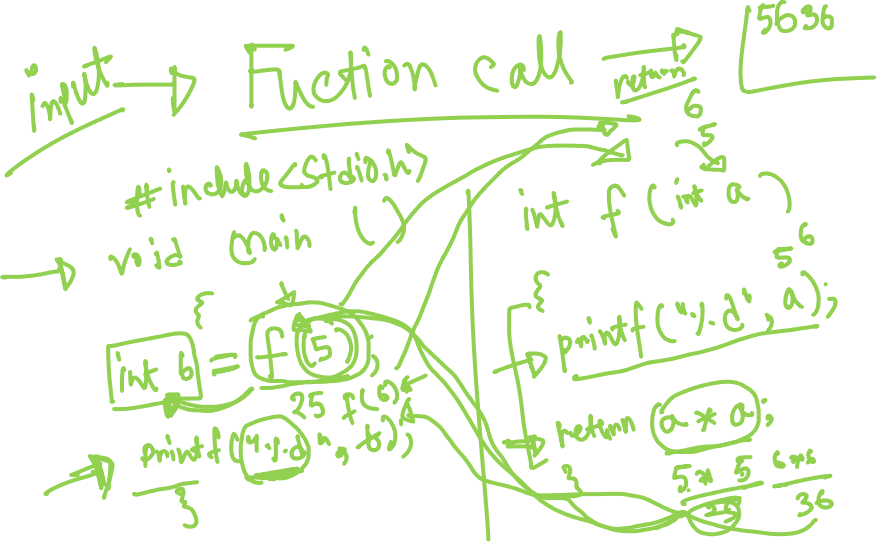 input → Fuction call → return
5636
#include<stdio.h>
void main ()
{
int b = f(5);
25 f(6)
printf("%d", b);
}
6
5
int f (int a)
5 6
{
printf("%d", a);
return (a * a);
}
5 * 5 6*6
25 36